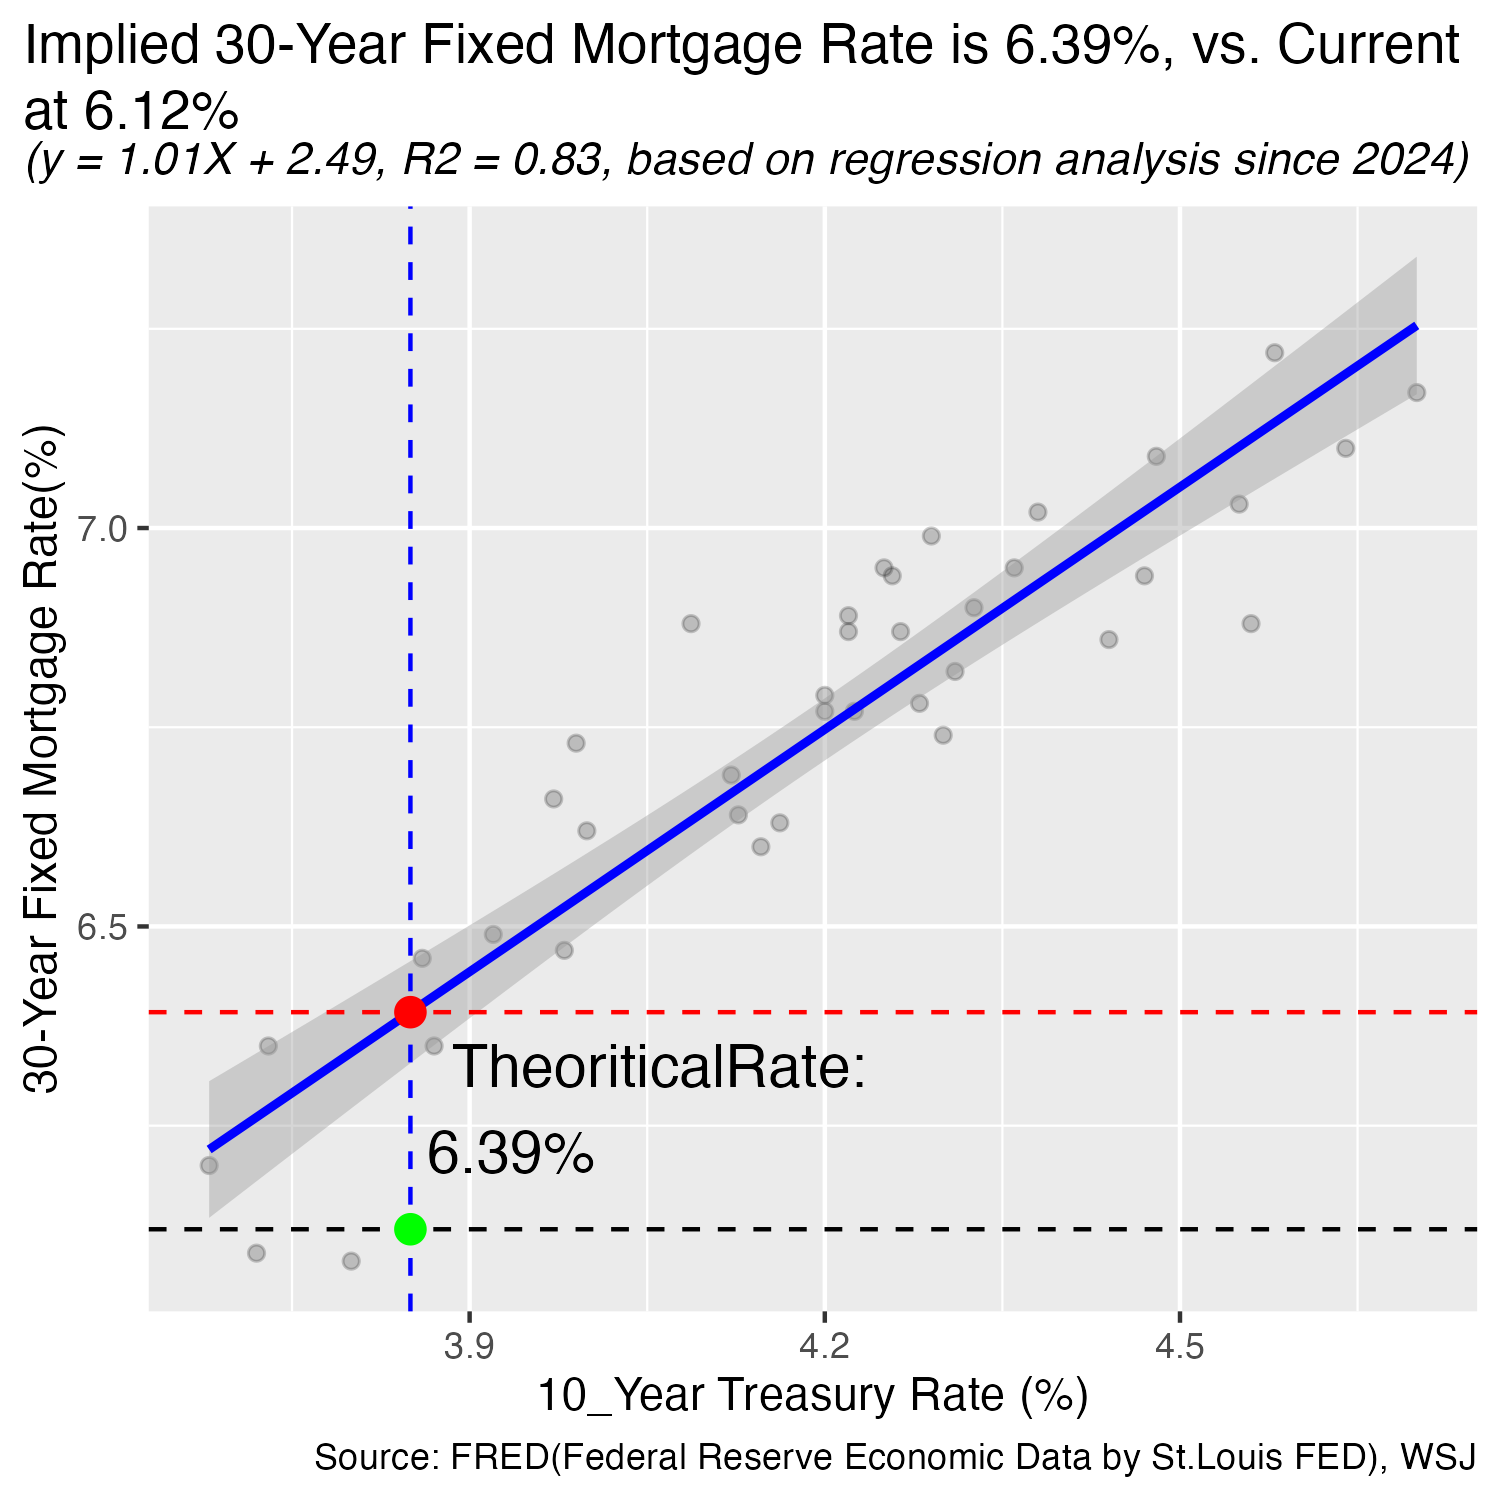 Implied 30-Year Fixed Mortgage Rate is 6.39%, vs. Current
at 6.12%
(y = 1.01X + 2.49, R2 = 0.83, based on regression analysis since 2024)
30-Year Fixed Mortgage Rate(%)
7.0
6.5
TheoriticalRate:
6.39%
3.9
4.2
4.5
10_Year Treasury Rate (%)
Source: FRED(Federal Reserve Economic Data by St.Louis FED), WSJ